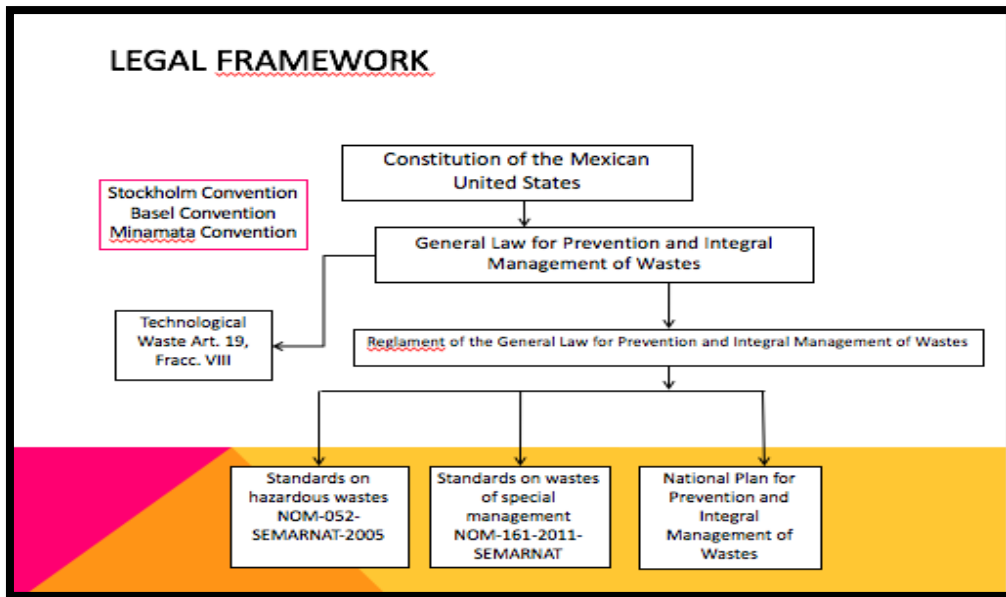 LEGAL FRAMEWORK
Constitution of the Mexican
United States
Stockholm Convention
Basel Convention
Minamata Convention
General Law for Prevention and Integral
Management of Wastes
Technological
Waste Art. 19,
Fracc. VIII
Reglament of the General Law for Prevention and Integral Management of Wastes
Standards on
hazardous wastes
NOM-052-
SEMARNAT-2005
Standards on wastes
of special
management
NOM-161-2011-
SEMARNAT
National Plan for
Prevention and
Integral
Management of
Wastes